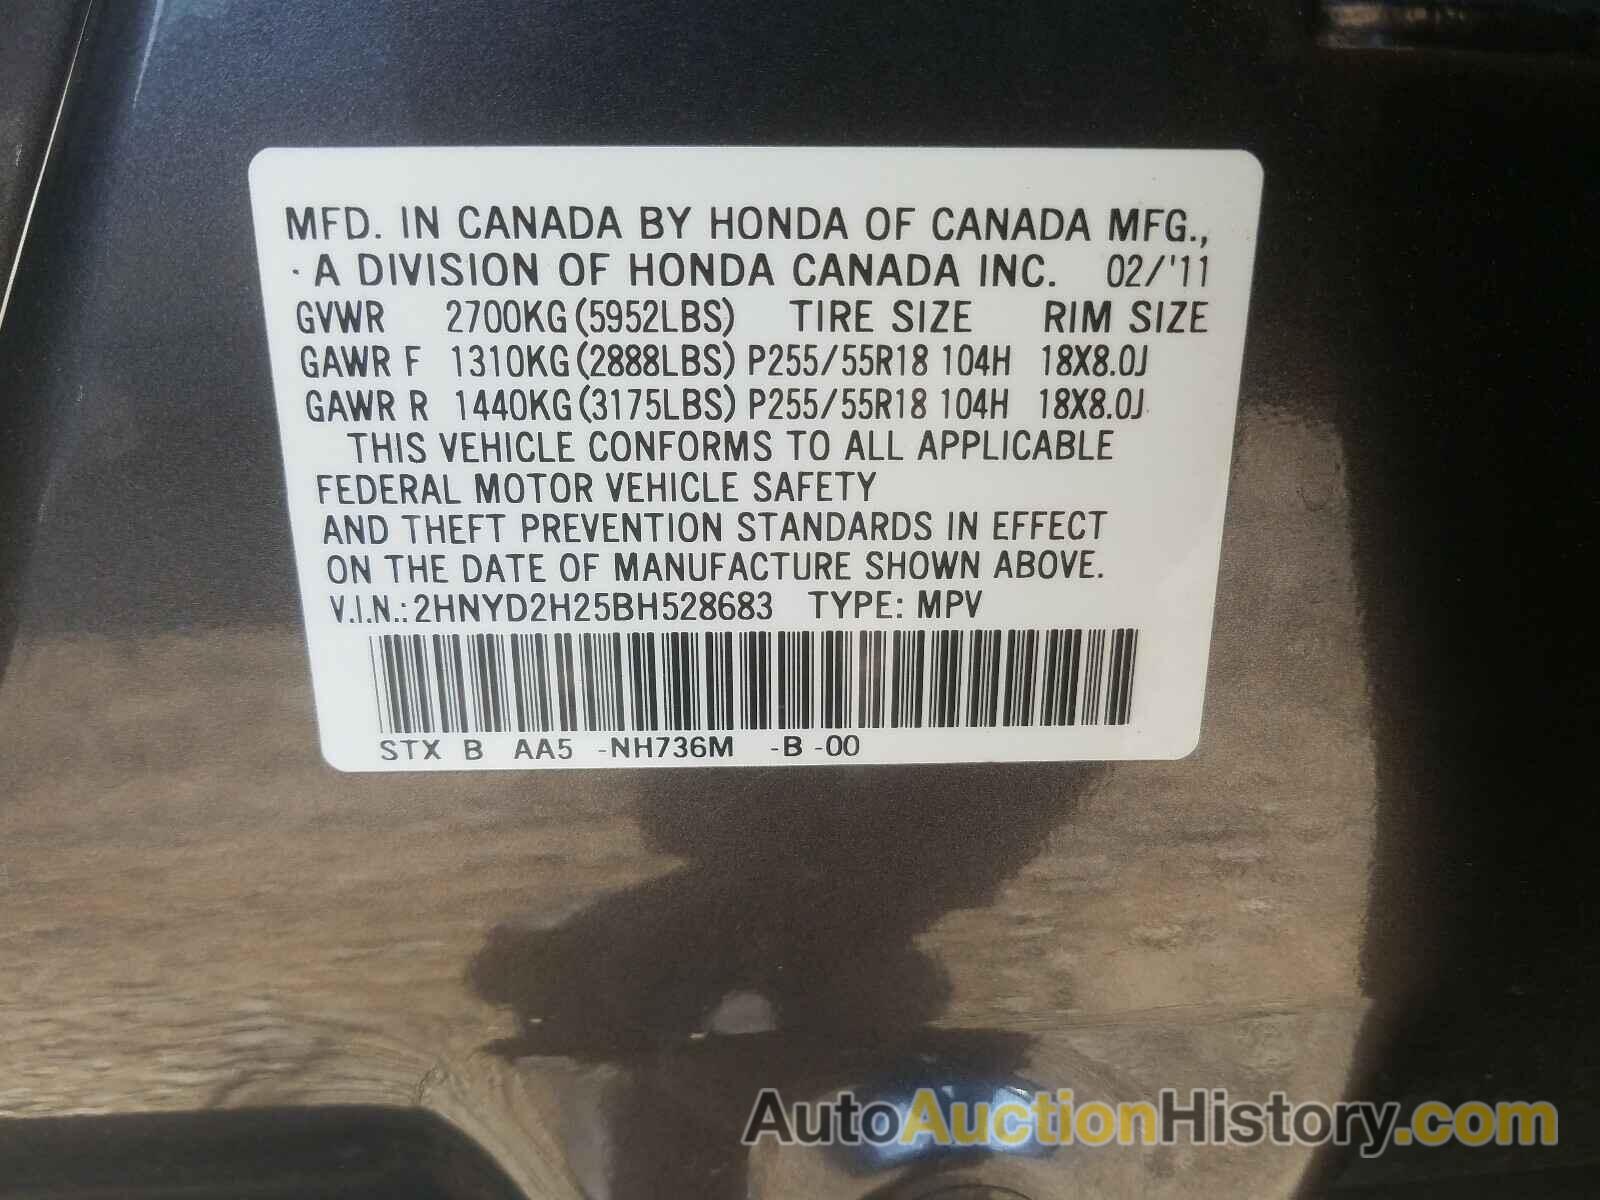 MFD. IN CANADA BY HONDA OF CANADA MFG.,
· A DIVISION OF HONDA CANADA INC. 02/'11
GVWR 2700KG(5952LBS) TIRE SIZE RIM SIZE
GAWR F 1310KG(2888LBS) P255/55R18 104H 18X8.0J
GAWR R 1440KG(3175LBS) P255/55R18 104H 18X8.0J
THIS VEHICLE CONFORMS TO ALL APPLICABLE
FEDERAL MOTOR VEHICLE SAFETY
AND THEFT PREVENTION STANDARDS IN EFFECT
ON THE DATE OF MANUFACTURE SHOWN ABOVE.
V.I.N.: 2HNYD2H25BH528683 TYPE: MPV
STX B AA5 -NH736M -B -00
AutoAuctionHistory.com